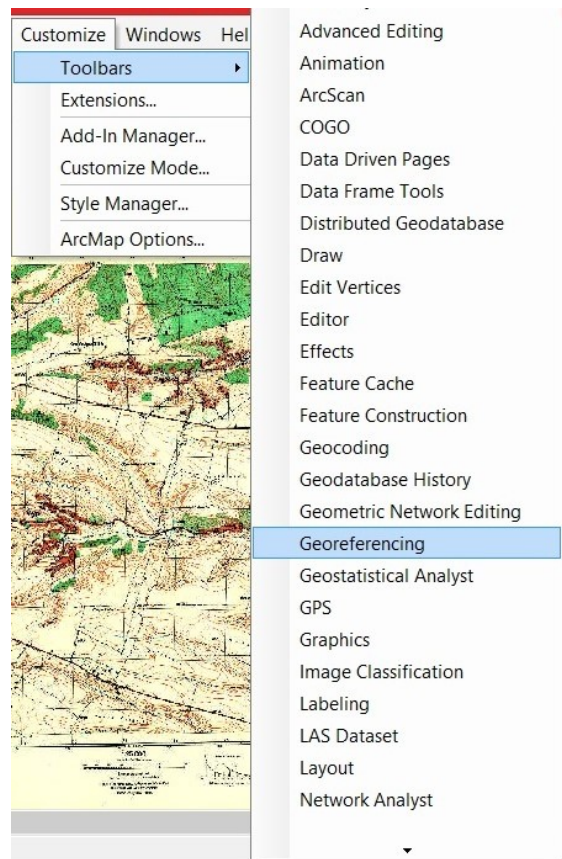 Customize Windows Hel
Toolbars
Extensions...
Add-In Manager...
Customize Mode...
Style Manager...
ArcMap Options...
Advanced Editing
Animation
ArcScan
COGO
Data Driven Pages
Data Frame Tools
Distributed Geodatabase
Draw
Edit Vertices
Editor
Effects
Feature Cache
Feature Construction
Geocoding
Geodatabase History
Geometric Network Editing
Georeferencing
Geostatistical Analyst
GPS
Graphics
Image Classification
Labeling
LAS Dataset
Layout
Network Analyst